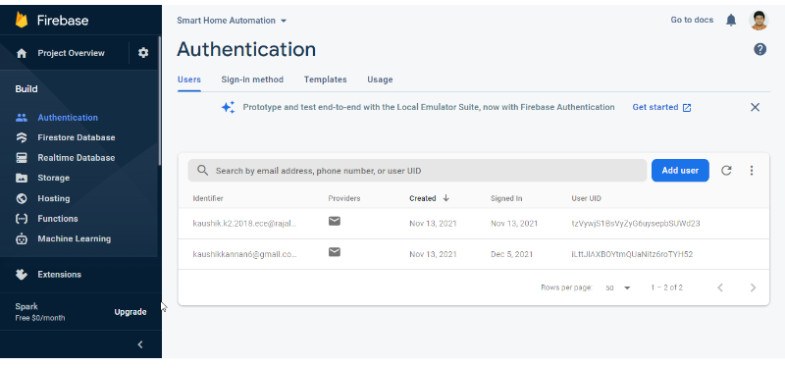 Firebase
Smart Home Automation
Go to docs
Project Overview
Authentication
Build
Users Sign-in method Templates Usage
Prototype and test end-to-end with the Local Emulator Suite, now with Firebase Authentication Get started
Authentication
Firestore Database
Realtime Database
Storage
Hosting
Functions
Machine Learning
Extensions
Spark
Free $0/month
Upgrade
Search by email address, phone number, or user UID
Add user
Identifier Providers Created Signed In User UID
kaushik.k2.2018.ece@rajal... Nov 13, 2021 Nov 13, 2021
kaushikkannan6@gmail.co... Nov 13, 2021 Dec 5, 2021
Rows per page: 50 1 – 2 of 2